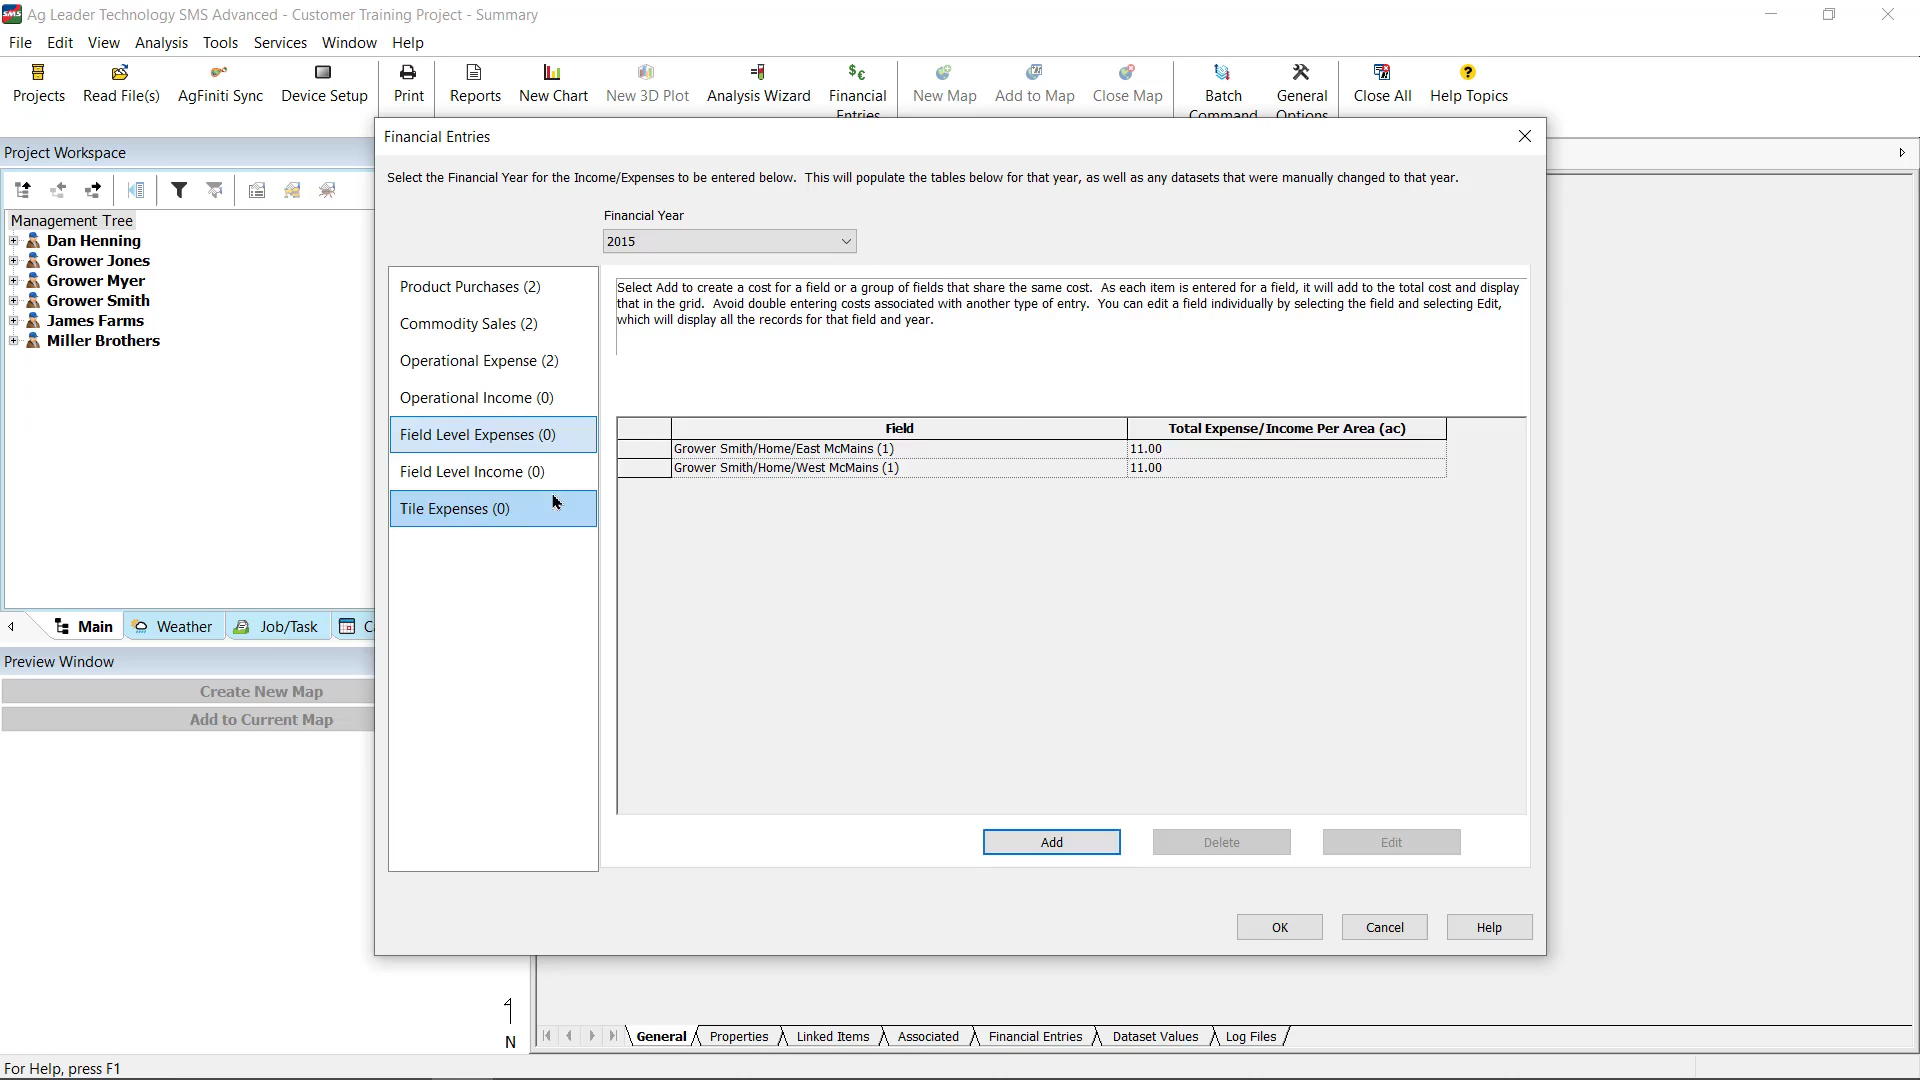 SMS Ag Leader Technology SMS Advanced - Customer Training Project - Summary
File Edit View Analysis Tools Services Window Help
Projects Read File(s) AgFiniti Sync Device Setup Print Reports New Chart New 3D Plot Analysis Wizard Financial Entries New Map Add to Map Close Map Batch Command General Options Close All Help Topics
Project Workspace
Management Tree
Dan Henning
Grower Jones
Grower Myer
Grower Smith
James Farms
Miller Brothers
Main Weather Job/Task
Preview Window
Create New Map
Add to Current Map
N
Financial Entries
Select the Financial Year for the Income/Expenses to be entered below. This will populate the tables below for that year, as well as any datasets that were manually changed to that year.
Financial Year
2015
Product Purchases (2)
Commodity Sales (2)
Operational Expense (2)
Operational Income (0)
Field Level Expenses (0)
Field Level Income (0)
Tile Expenses (0)
Select Add to create a cost for a field or a group of fields that share the same cost. As each item is entered for a field, it will add to the total cost and display
that in the grid. Avoid double entering costs associated with another type of entry. You can edit a field individually by selecting the field and selecting Edit,
which will display all the records for that field and year.
Field Total Expense/Income Per Area (ac)
Grower Smith/Home/East McMains (1) 11.00
Grower Smith/Home/West McMains (1) 11.00
Add Delete Edit
OK Cancel Help
General Properties Linked Items Associated Financial Entries Dataset Values Log Files
For Help, press F1